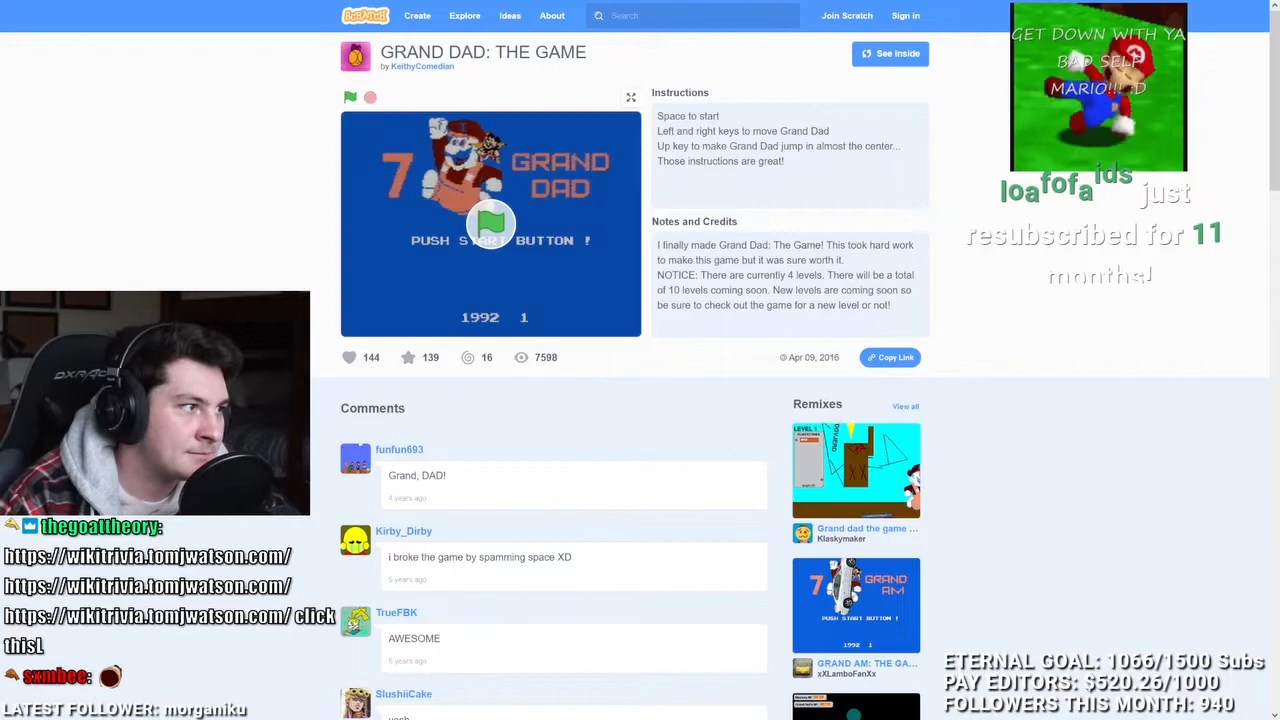 SCRATCH
Create
Explore
Ideas
About
Search
Join Scratch
Sign in
GRAND DAD: THE GAME
by KeithyComedian
See inside
7 GRAND
DAD
PUSH START BUTTON !
1992 1
Instructions
Space to start
Left and right keys to move Grand Dad
Up key to make Grand Dad jump in almost the center...
Those instructions are great!
Notes and Credits
I finally made Grand Dad: The Game! This took hard work
to make this game but it was sure worth it.
NOTICE: There are currently 4 levels. There will be a total
of 10 levels coming soon. New levels are coming soon so
be sure to check out the game for a new level or not!
144
139
16
7598
© Apr 09, 2016
Copy Link
GET DOWN WITH YA
BAD SELF
MARIO!!! :D
loafofaids just
resubscribed for 11
months!
Comments
funfun693
Grand, DAD!
4 years ago
Kirby_Dirby
i broke the game by spamming space XD
5 years ago
TrueFBK
AWESOME
5 years ago
SlushiiCake
Remixes
View all
LEVEL 1
Grand dad the game ...
Klaskymaker
7 GRAND
AM
PUSH START BUTTON !
1992 1
GRAND AM: THE GA...
xXLamboFanXx
DXRACER
thegoattheory:
https://wikitrivia.tomjwatson.com/
https://wikitrivia.tomjwatson.com/
https://wikitrivia.tomjwatson.com/ click
thisL
sxmbee:
LATEST FOLLOWER: morganiku
ETERNAL GOAL: 1066/1500 Subs
PAY EDITORS: $520.26/1000
FOLLOWERS THIS MONTH: 940